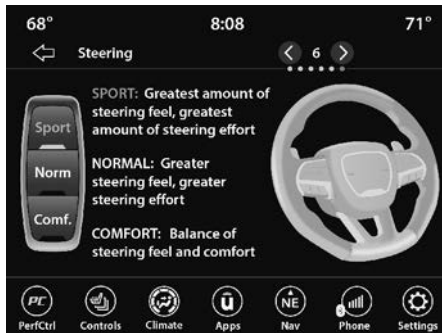 68° 8:08 71°
Steering 6
SPORT: Greatest amount of
steering feel, greatest
amount of steering effort
Sport
NORMAL: Greater
steering feel, greater
steering effort
Norm
COMFORT: Balance of
steering feel and comfort
Comf.
PC NE
PerfCtrl Controls Climate Apps Nav Phone Settings